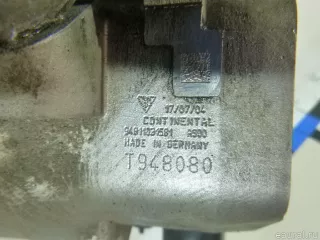 17/07/04
CONTINENTAL
MADE IN GERMANY
T948080